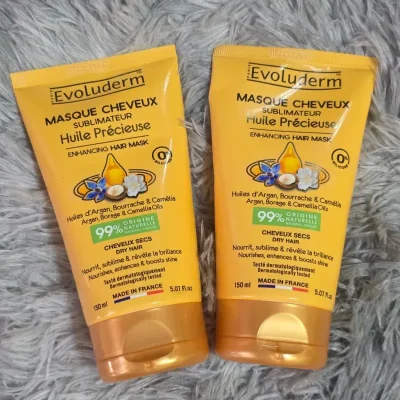 Evoluderm
MASQUE CHEVEUX
SUBLIMATEUR
Huile Précieuse
ENHANCING HAIR MASK
0%
Huiles d'Argan, Bourrache & Camélia
Argan, Borage & Camellia Oils
99% ORIGINE
NATURELLE
CHEVEUX SECS
DRY HAIR
Nourrit, sublime & révèle la brillance
Nourishes, enhances & boosts shine
Testé dermatologiquement
Dermatologically tested
MADE IN FRANCE
150 ml 5.07 fl.oz
Evoluderm
MASQUE CHEVEUX
SUBLIMATEUR
Huile Précieuse
ENHANCING HAIR MASK
0%
Huiles d'Argan, Bourrache & Camélia
Argan, Borage & Camellia Oils
99% ORIGINE
NATURELLE
CHEVEUX SECS
DRY HAIR
Nourrit, sublime & révèle la brillance
Nourishes, enhances & boosts shine
Testé dermatologiquement
Dermatologically tested
150 ml 5.07 fl.oz
MADE IN FRANCE